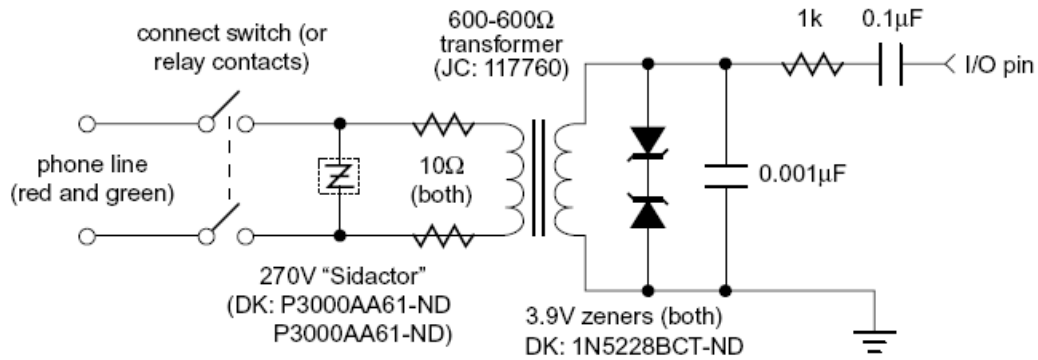 connect switch (or
relay contacts)
600-600Ω
transformer
(JC: 117760)
1k
0.1µF
I/O pin
phone line
(red and green)
10Ω
(both)
0.001µF
270V “Sidactor”
(DK: P3000AA61-ND
P3000AA61-ND)
3.9V zeners (both)
DK: 1N5228BCT-ND